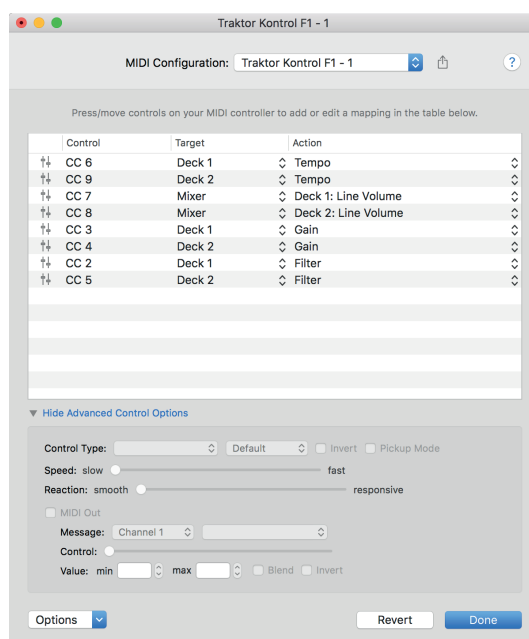 Traktor Kontrol F1 - 1
MIDI Configuration: Traktor Kontrol F1 - 1 ?
Press/move controls on your MIDI controller to add or edit a mapping in the table below.
Control Target Action
CC 6 Deck 1 Tempo
CC 9 Deck 2 Tempo
CC 7 Mixer Deck 1: Line Volume
CC 8 Mixer Deck 2: Line Volume
CC 3 Deck 1 Gain
CC 4 Deck 2 Gain
CC 2 Deck 1 Filter
CC 5 Deck 2 Filter
Hide Advanced Control Options
Control Type: Default Invert Pickup Mode
Speed: slow fast
Reaction: smooth responsive
MIDI Out
Message: Channel 1
Control:
Value: min max Blend Invert
Options Revert Done